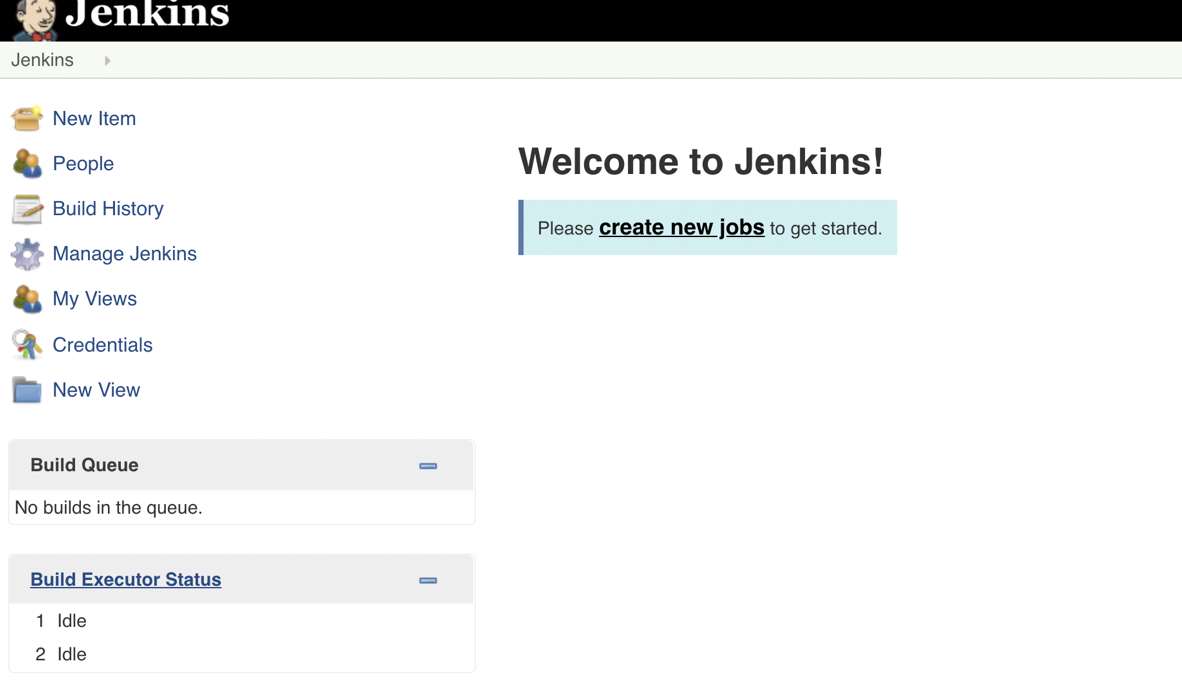 Jenkins
Jenkins
New Item
People
Build History
Manage Jenkins
My Views
Credentials
New View
Welcome to Jenkins!
Please create new jobs to get started.
Build Queue
No builds in the queue.
Build Executor Status
1 Idle
2 Idle